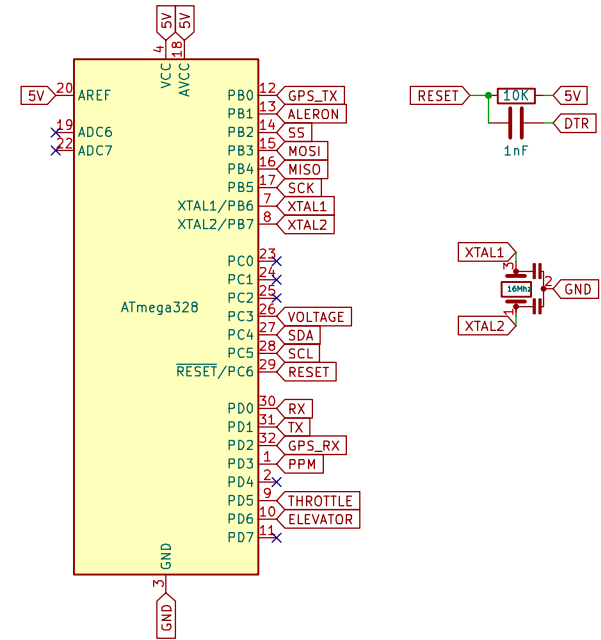 5V 5V
4 18
VCC AVCC
5V 20 AREF
19 ADC6
22 ADC7
PB0 12 GPS_TX
PB1 13 ALERON
PB2 14 SS
PB3 15 MOSI
PB4 16 MISO
PB5 17 SCK
XTAL1/PB6 7 XTAL1
XTAL2/PB7 8 XTAL2
PC0 23
PC1 24
PC2 25
ATmega328
PC3 26 VOLTAGE
PC4 27 SDA
PC5 28 SCL
RESET/PC6 29 RESET
PD0 30 RX
PD1 31 TX
PD2 32 GPS_RX
PD3 1 PPM
PD4 2
PD5 9 THROTTLE
PD6 10 ELEVATOR
PD7 11
GND
3
GND
RESET 10K 5V
DTR
1nF
XTAL1
3
16Mhz 2 GND
1
XTAL2